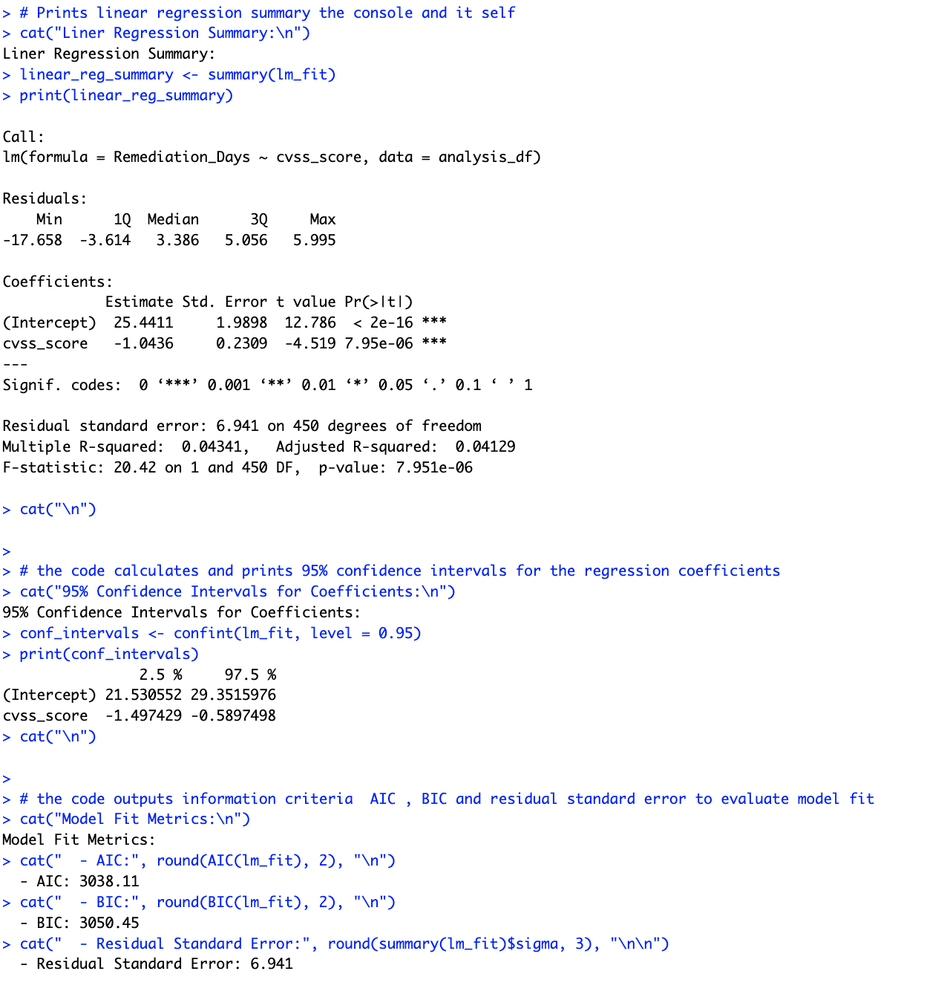 > # Prints linear regression summary the console and it self
> cat("Liner Regression Summary:\n")
Liner Regression Summary:
> linear_reg_summary <- summary(lm_fit)
> print(linear_reg_summary)

Call:
lm(formula = Remediation_Days ~ cvss_score, data = analysis_df)

Residuals:
    Min      1Q  Median      3Q     Max
-17.658  -3.614   3.386   5.056   5.995

Coefficients:
            Estimate Std. Error t value Pr(>|t|)
(Intercept)  25.4411     1.9898  12.786  < 2e-16 ***
cvss_score   -1.0436     0.2309  -4.519 7.95e-06 ***
---
Signif. codes:  0 ‘***’ 0.001 ‘**’ 0.01 ‘*’ 0.05 ‘.’ 0.1 ‘ ’ 1

Residual standard error: 6.941 on 450 degrees of freedom
Multiple R-squared:  0.04341,   Adjusted R-squared:  0.04129
F-statistic: 20.42 on 1 and 450 DF,  p-value: 7.951e-06

> cat("\n")

>
> # the code calculates and prints 95% confidence intervals for the regression coefficients
> cat("95% Confidence Intervals for Coefficients:\n")
95% Confidence Intervals for Coefficients:
> conf_intervals <- confint(lm_fit, level = 0.95)
> print(conf_intervals)
                2.5 %     97.5 %
(Intercept) 21.530552 29.3515976
cvss_score  -1.497429 -0.5897498
> cat("\n")

>
> # the code outputs information criteria  AIC , BIC and residual standard error to evaluate model fit
> cat("Model Fit Metrics:\n")
Model Fit Metrics:
> cat("  - AIC:", round(AIC(lm_fit), 2), "\n")
  - AIC: 3038.11
> cat("  - BIC:", round(BIC(lm_fit), 2), "\n")
  - BIC: 3050.45
> cat("  - Residual Standard Error:", round(summary(lm_fit)$sigma, 3), "\n\n")
  - Residual Standard Error: 6.941